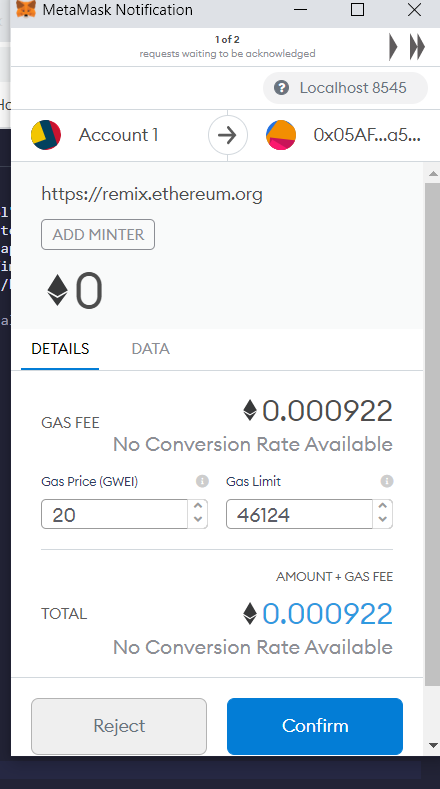 MetaMask Notification
1 of 2
requests waiting to be acknowledged
Localhost 8545
Account 1
0x05AF...a5...
https://remix.ethereum.org
ADD MINTER
0
DETAILS DATA
0.000922
GAS FEE
No Conversion Rate Available
Gas Price (GWEI) Gas Limit
20 46124
AMOUNT + GAS FEE
TOTAL 0.000922
No Conversion Rate Available
Reject Confirm